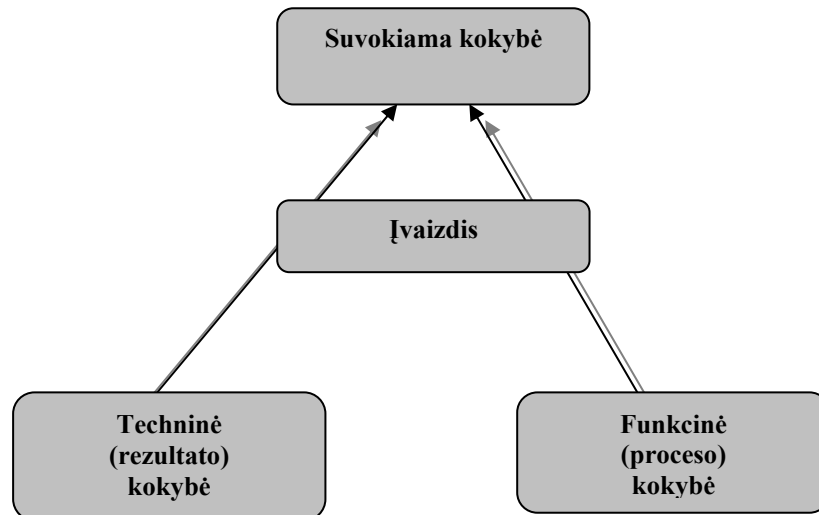 Suvokiama kokybė
Įvaizdis
Techninė
(rezultato)
kokybė
Funkcinė
(proceso)
kokybė